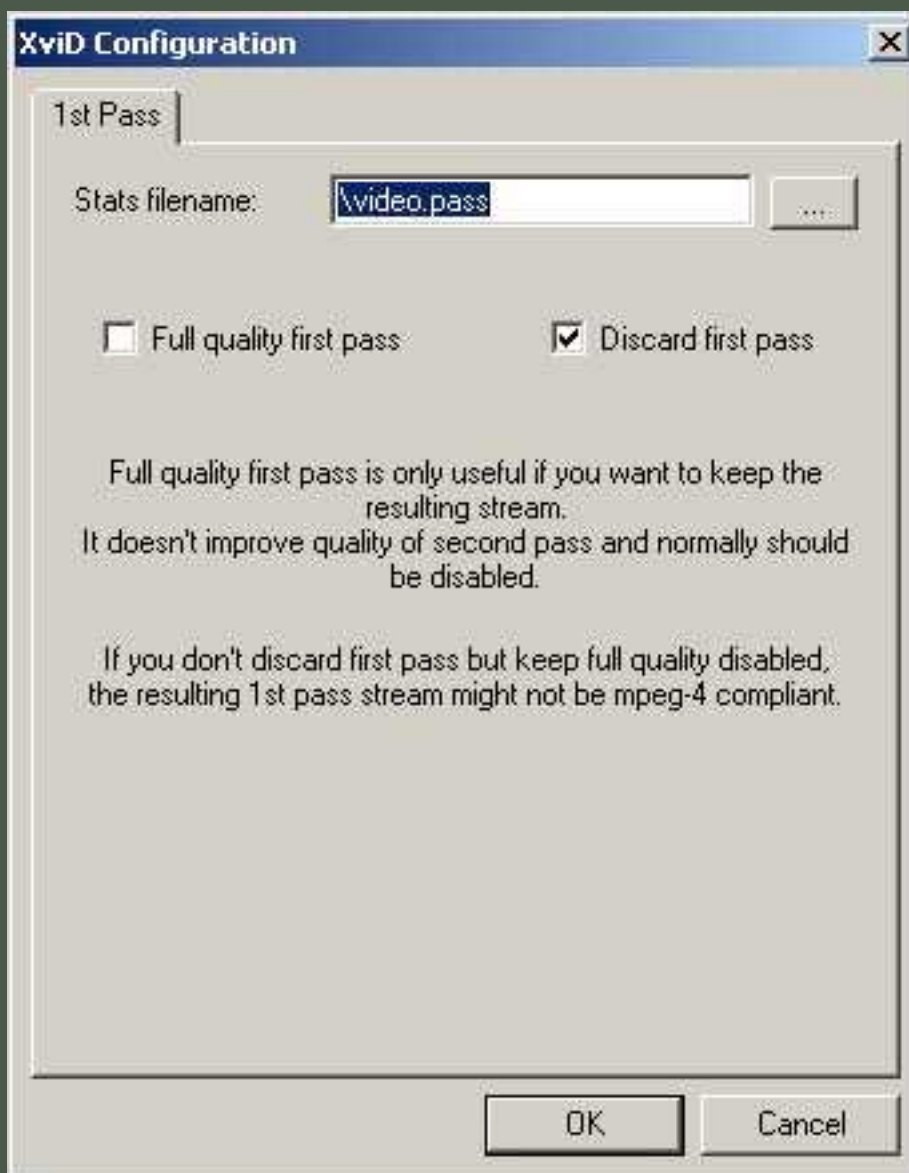 XviD Configuration
1st Pass
Stats filename: \video.pass ...
Full quality first pass Discard first pass
Full quality first pass is only useful if you want to keep the
resulting stream.
It doesn't improve quality of second pass and normally should
be disabled.
If you don't discard first pass but keep full quality disabled,
the resulting 1st pass stream might not be mpeg-4 compliant.
OK Cancel